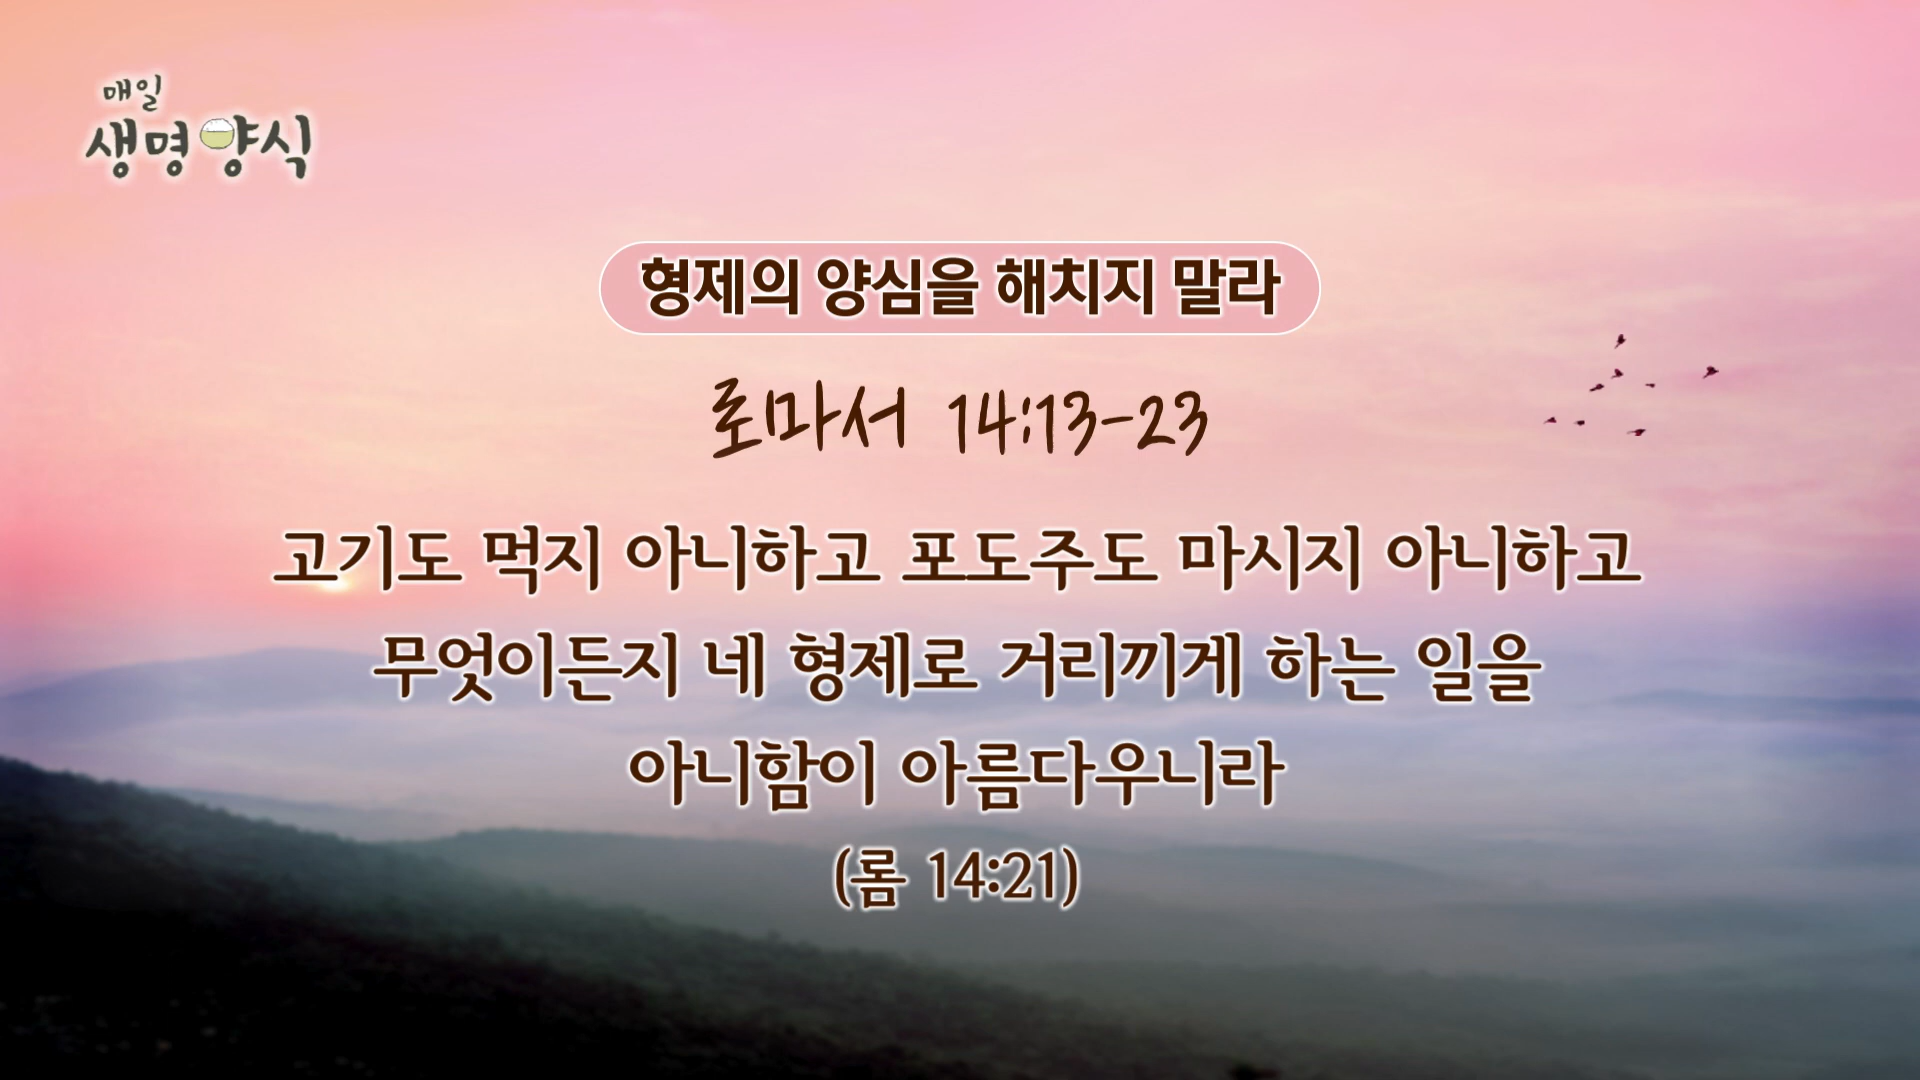 매일
생명양식
형제의 양심을 해치지 말라
로마서 14:13-23
고기도 먹지 아니하고 포도주도 마시지 아니하고
무엇이든지 네 형제로 거리끼게 하는 일을
아니함이 아름다우니라
(롬 14:21)